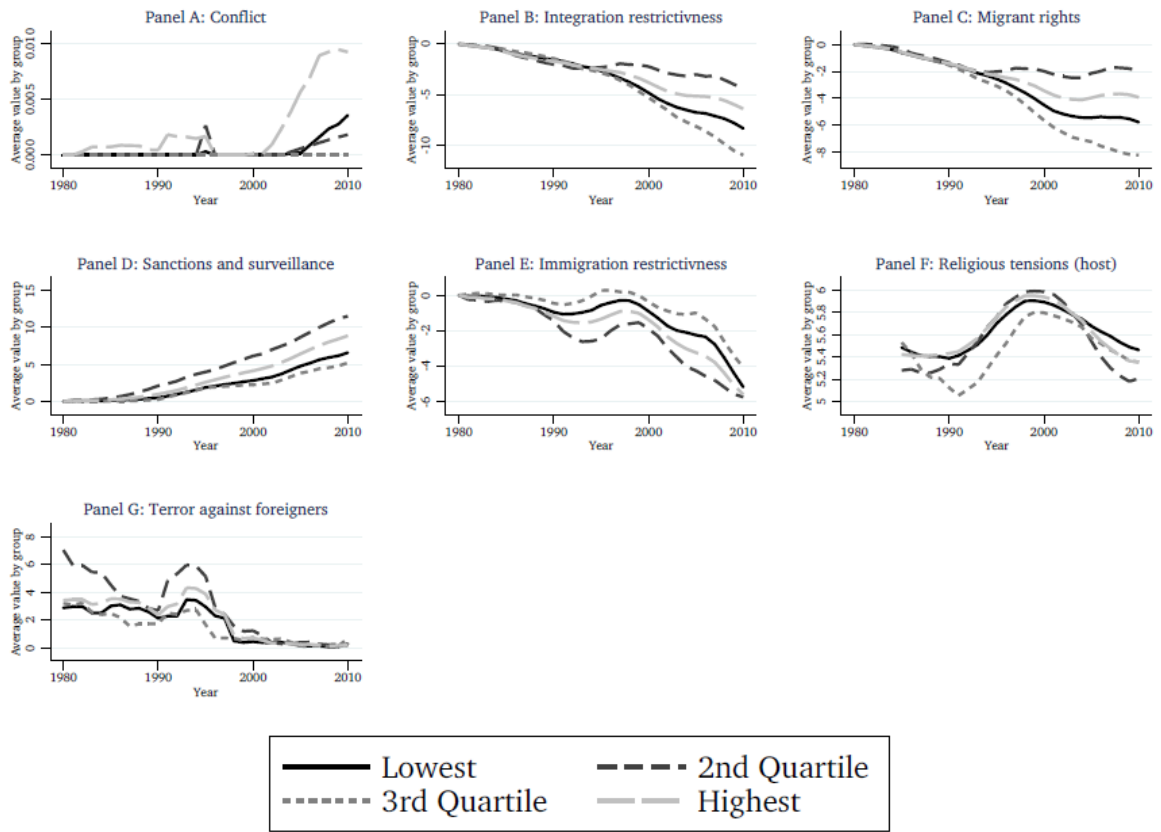 Panel A: Conflict
Average value by group
0.010
0.005
0.000
1980 1990 2000 2010
Year
Panel B: Integration restrictivness
Average value by group
0
-5
-10
1980 1990 2000 2010
Year
Panel C: Migrant rights
Average value by group
0
-2
-4
-6
-8
1980 1990 2000 2010
Year
Panel D: Sanctions and surveillance
Average value by group
15
10
5
0
1980 1990 2000 2010
Year
Panel E: Immigration restrictivness
Average value by group
0
-2
-4
-6
1980 1990 2000 2010
Year
Panel F: Religious tensions (host)
Average value by group
6
5.8
5.6
5.4
5.2
5
1980 1990 2000 2010
Year
Panel G: Terror against foreigners
Average value by group
8
6
4
2
0
1980 1990 2000 2010
Year
Lowest 2nd Quartile
3rd Quartile Highest